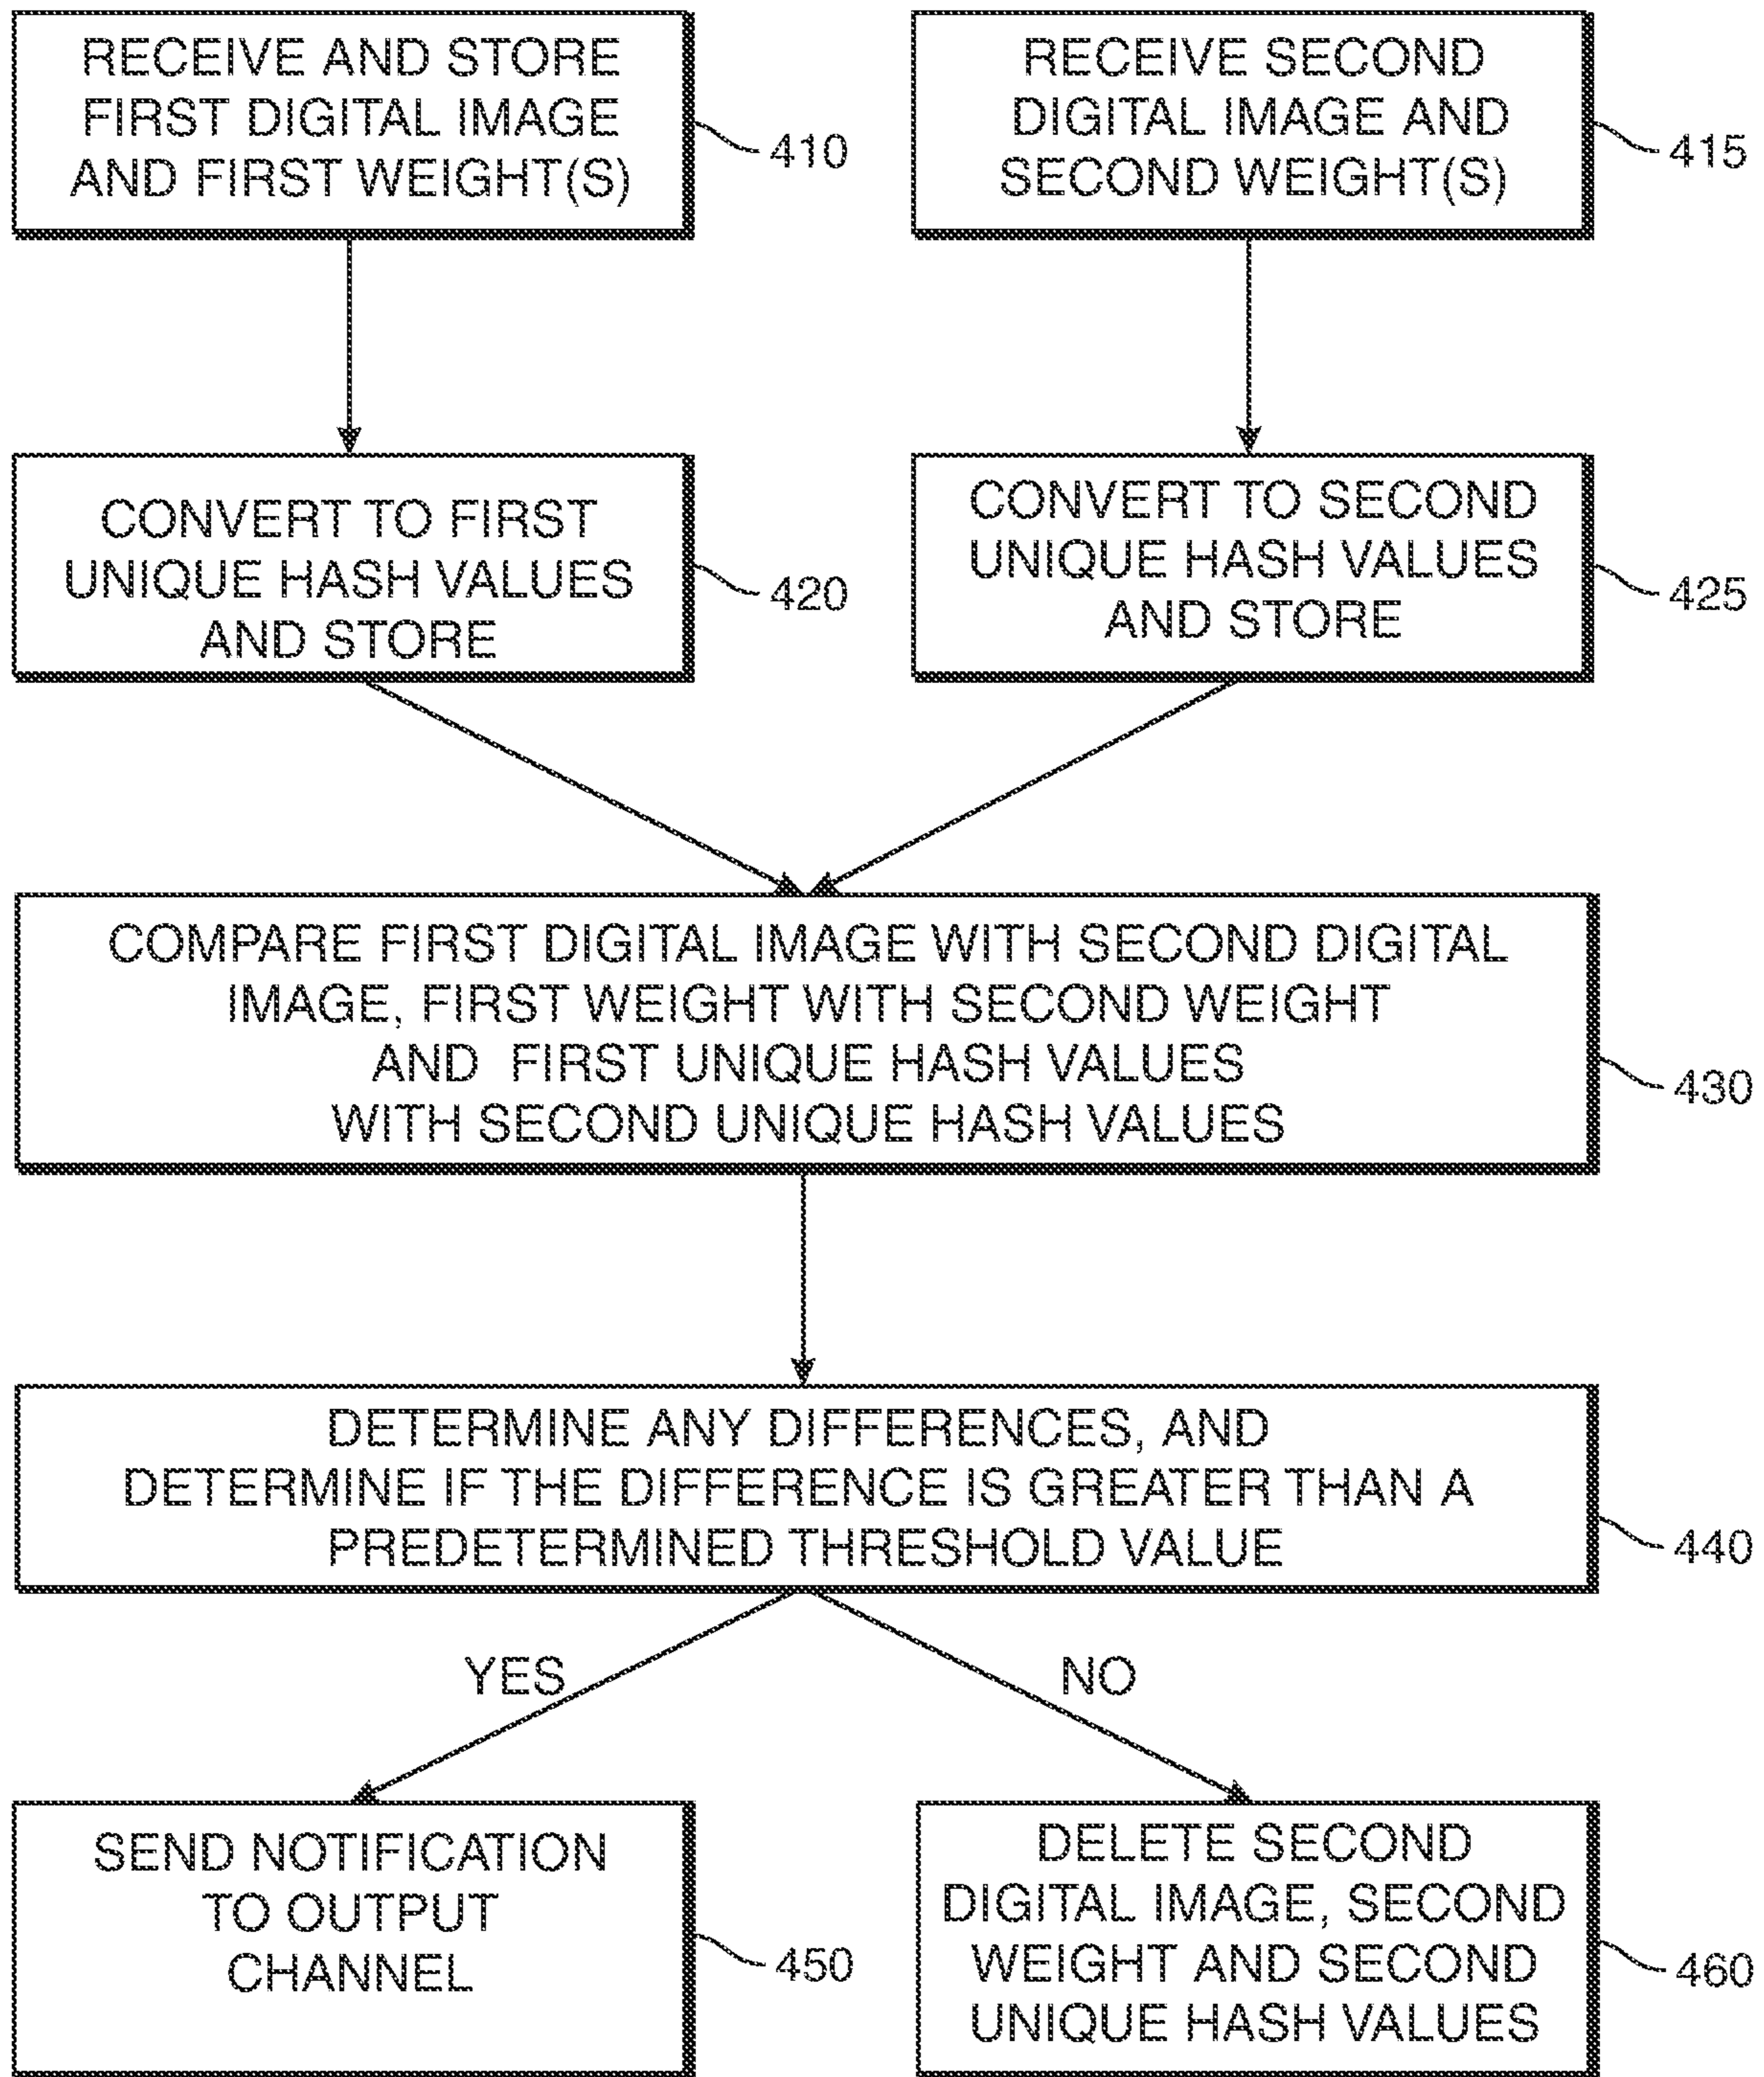 RECEIVE AND STORE
FIRST DIGITAL IMAGE
AND FIRST WEIGHT(S)
410
RECEIVE SECOND
DIGITAL IMAGE AND
SECOND WEIGHT(S)
415
CONVERT TO FIRST
UNIQUE HASH VALUES
AND STORE
420
CONVERT TO SECOND
UNIQUE HASH VALUES
AND STORE
425
COMPARE FIRST DIGITAL IMAGE WITH SECOND DIGITAL
IMAGE, FIRST WEIGHT WITH SECOND WEIGHT
AND FIRST UNIQUE HASH VALUES
WITH SECOND UNIQUE HASH VALUES
430
DETERMINE ANY DIFFERENCES, AND
DETERMINE IF THE DIFFERENCE IS GREATER THAN A
PREDETERMINED THRESHOLD VALUE
440
YES
NO
SEND NOTIFICATION
TO OUTPUT
CHANNEL
450
DELETE SECOND
DIGITAL IMAGE, SECOND
WEIGHT AND SECOND
UNIQUE HASH VALUES
460